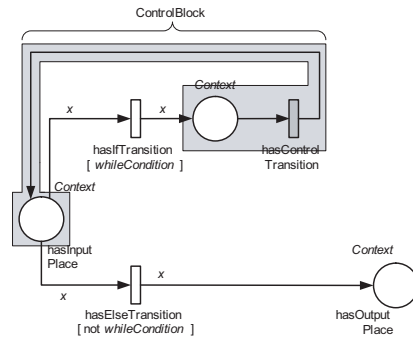 ControlBlock
Context
x
x
hasIfTransition
[ whileCondition ]
hasControl
Transition
Context
hasInput
Place
x
x
hasElseTransition
[ not whileCondition ]
Context
hasOutput
Place